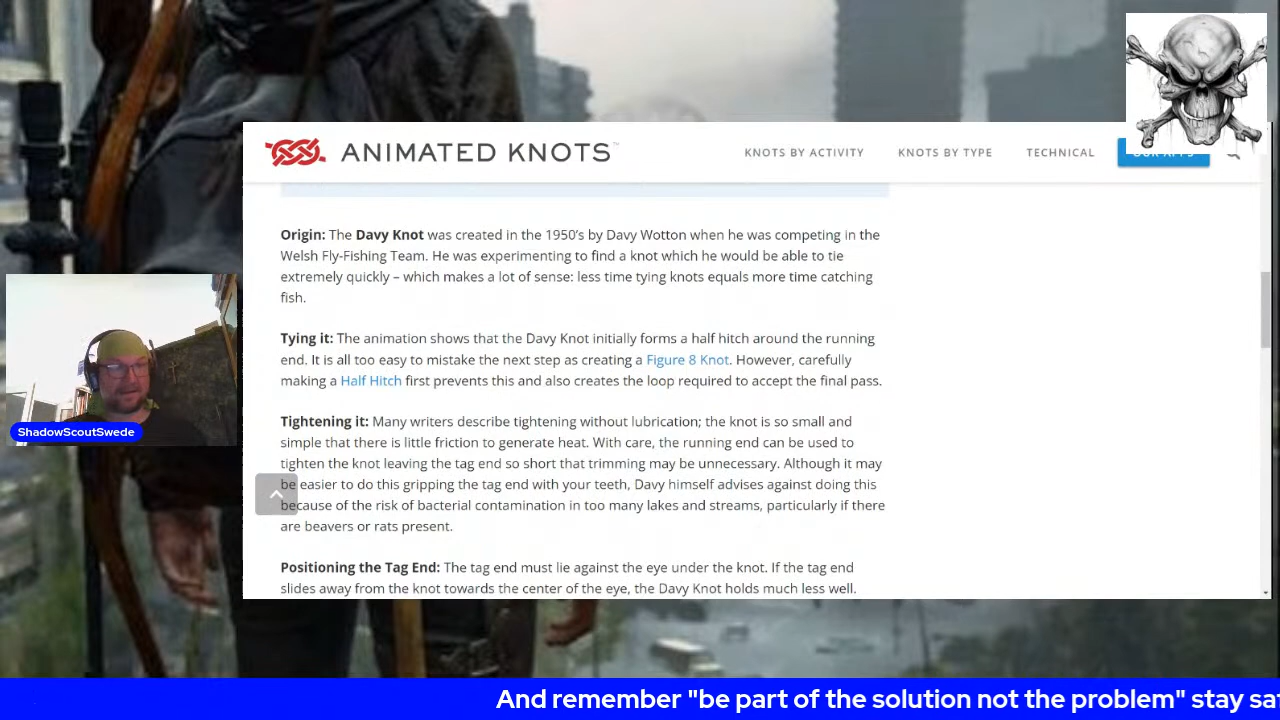 ANIMATED KNOTS™
KNOTS BY ACTIVITY
KNOTS BY TYPE
TECHNICAL
OUR APPS
Origin: The Davy Knot was created in the 1950’s by Davy Wotton when he was competing in the
Welsh Fly-Fishing Team. He was experimenting to find a knot which he would be able to tie
extremely quickly – which makes a lot of sense: less time tying knots equals more time catching
fish.
Tying it: The animation shows that the Davy Knot initially forms a half hitch around the running
end. It is all too easy to mistake the next step as creating a Figure 8 Knot. However, carefully
making a Half Hitch first prevents this and also creates the loop required to accept the final pass.
Tightening it: Many writers describe tightening without lubrication; the knot is so small and
simple that there is little friction to generate heat. With care, the running end can be used to
tighten the knot leaving the tag end so short that trimming may be unnecessary. Although it may
be easier to do this gripping the tag end with your teeth, Davy himself advises against doing this
because of the risk of bacterial contamination in too many lakes and streams, particularly if there
are beavers or rats present.
Positioning the Tag End: The tag end must lie against the eye under the knot. If the tag end
slides away from the knot towards the center of the eye, the Davy Knot holds much less well.
ShadowScoutSwede
And remember "be part of the solution not the problem" stay sa